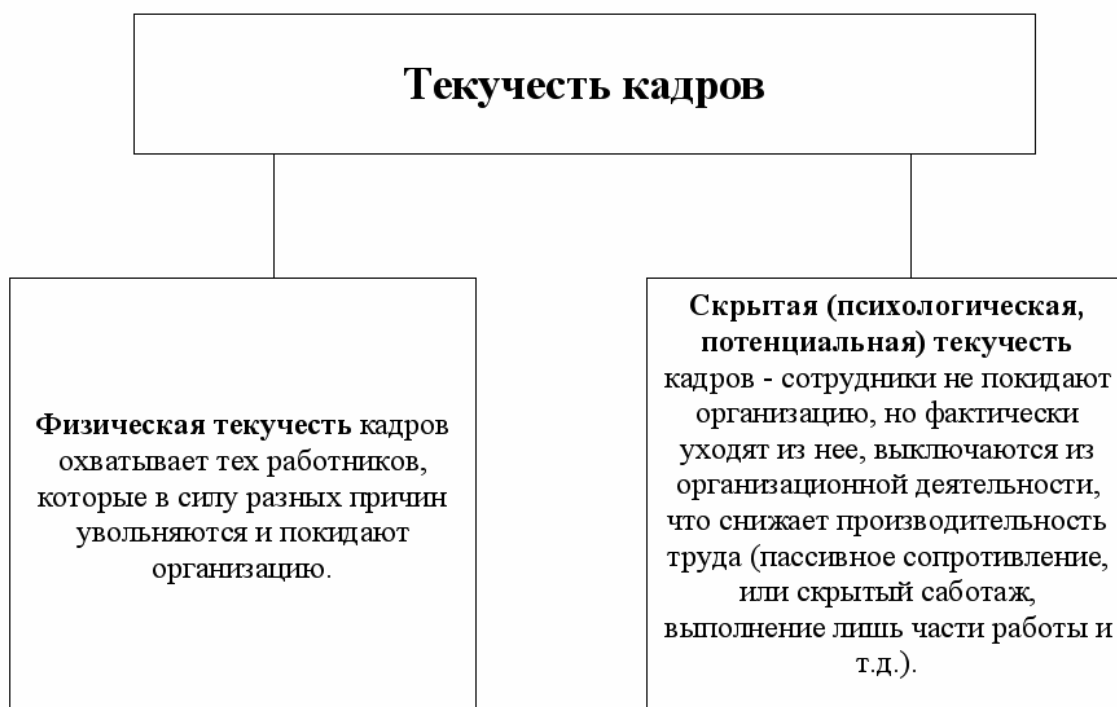 Текучесть кадров
Физическая текучесть кадров
охватывает тех работников,
которые в силу разных причин
увольняются и покидают
организацию.
Скрытая (психологическая,
потенциальная) текучесть
кадров - сотрудники не покидают
организацию, но фактически
уходят из нее, выключаются из
организационной деятельности,
что снижает производительность
труда (пассивное сопротивление,
или скрытый саботаж,
выполнение лишь части работы и
т.д.).